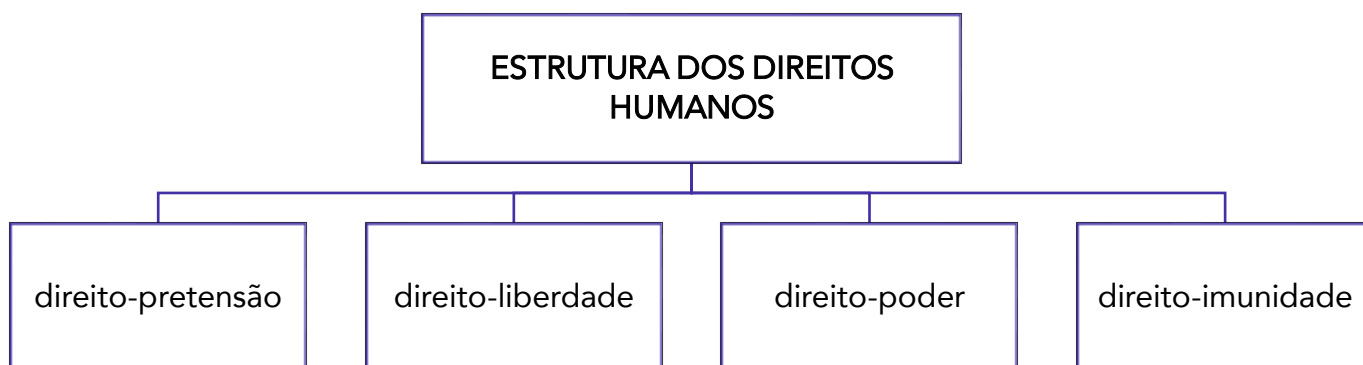 ESTRUTURA DOS DIREITOS
HUMANOS
direito-pretensão
direito-liberdade
direito-poder
direito-imunidade